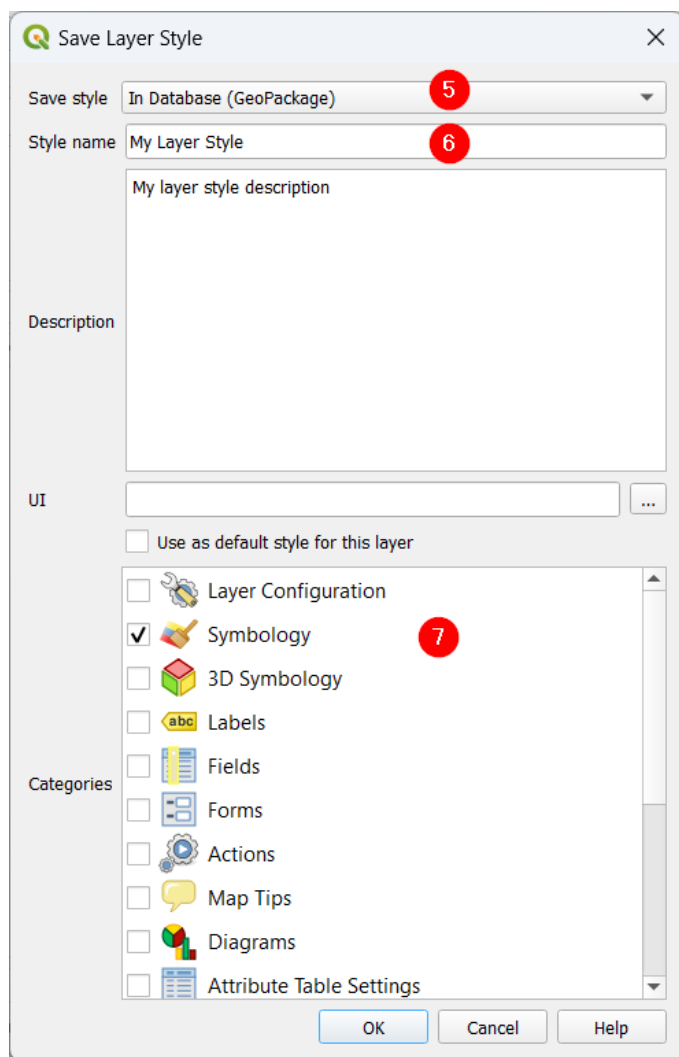 Save Layer Style
Save style In Database (GeoPackage) 5
Style name My Layer Style 6
My layer style description
Description
UI ...
Use as default style for this layer
Layer Configuration
Symbology 7
3D Symbology
abc Labels
Fields
Categories
Forms
Actions
Map Tips
Diagrams
Attribute Table Settings
OK Cancel Help